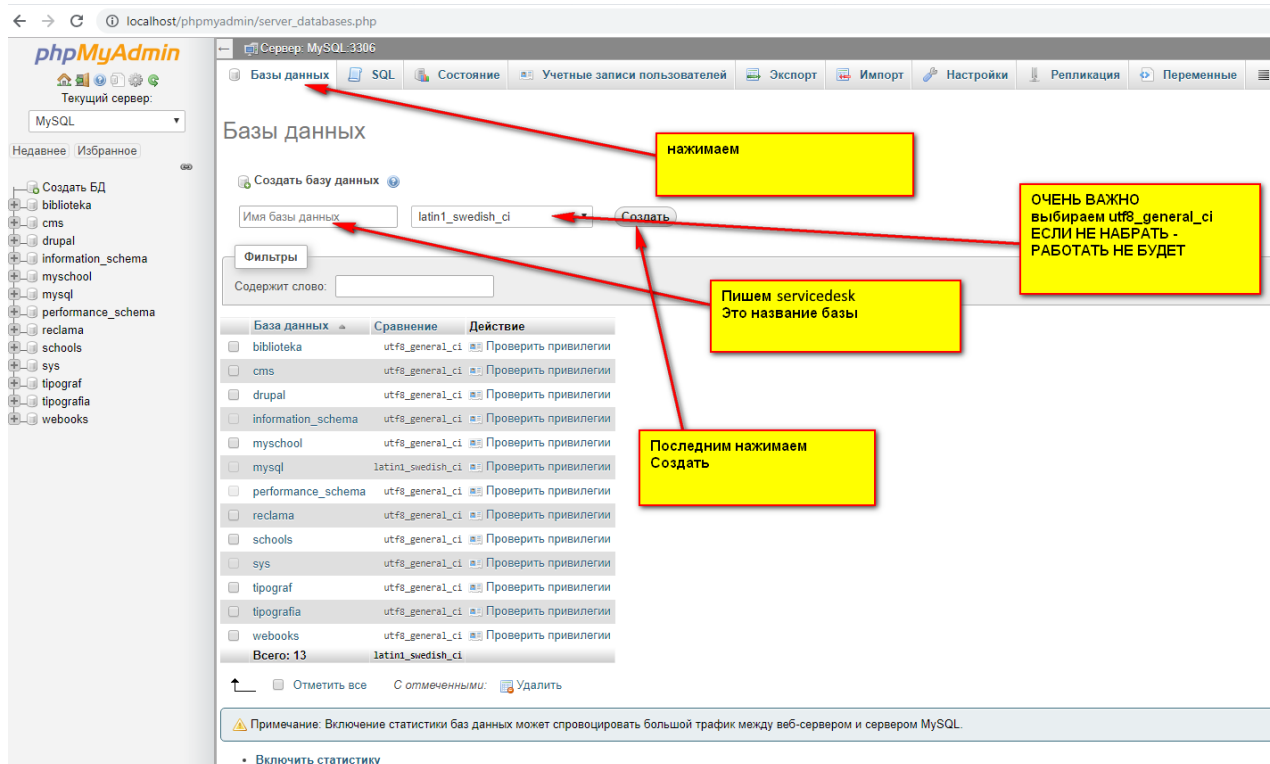 localhost/phpmyadmin/server_databases.php
phpMyAdmin
Текущий сервер:
MySQL
Недавнее Избранное
Создать БД
biblioteka
cms
drupal
information_schema
myschool
mysql
performance_schema
reclama
schools
sys
tipograf
tipografia
webooks
Сервер: MySQL:3306
Базы данных SQL Состояние Учетные записи пользователей Экспорт Импорт Настройки Репликация Переменные
Базы данных
Создать базу данных
Имя базы данных latin1_swedish_ci Создать
Фильтры
Содержит слово:
нажимаем
ОЧЕНЬ ВАЖНО
выбираем utf8_general_ci
ЕСЛИ НЕ НАБРАТЬ -
РАБОТАТЬ НЕ БУДЕТ
Пишем servicedesk
Это название базы
Последним нажимаем
Создать
База данных Сравнение Действие
biblioteka utf8_general_ci Проверить привилегии
cms utf8_general_ci Проверить привилегии
drupal utf8_general_ci Проверить привилегии
information_schema utf8_general_ci Проверить привилегии
myschool utf8_general_ci Проверить привилегии
mysql latin1_swedish_ci Проверить привилегии
performance_schema utf8_general_ci Проверить привилегии
reclama utf8_general_ci Проверить привилегии
schools utf8_general_ci Проверить привилегии
sys utf8_general_ci Проверить привилегии
tipograf utf8_general_ci Проверить привилегии
tipografia utf8_general_ci Проверить привилегии
webooks utf8_general_ci Проверить привилегии
Всего: 13 latin1_swedish_ci
Отметить все С отмеченными: Удалить
Примечание: Включение статистики баз данных может спровоцировать большой трафик между веб-сервером и сервером MySQL.
• Включить статистику